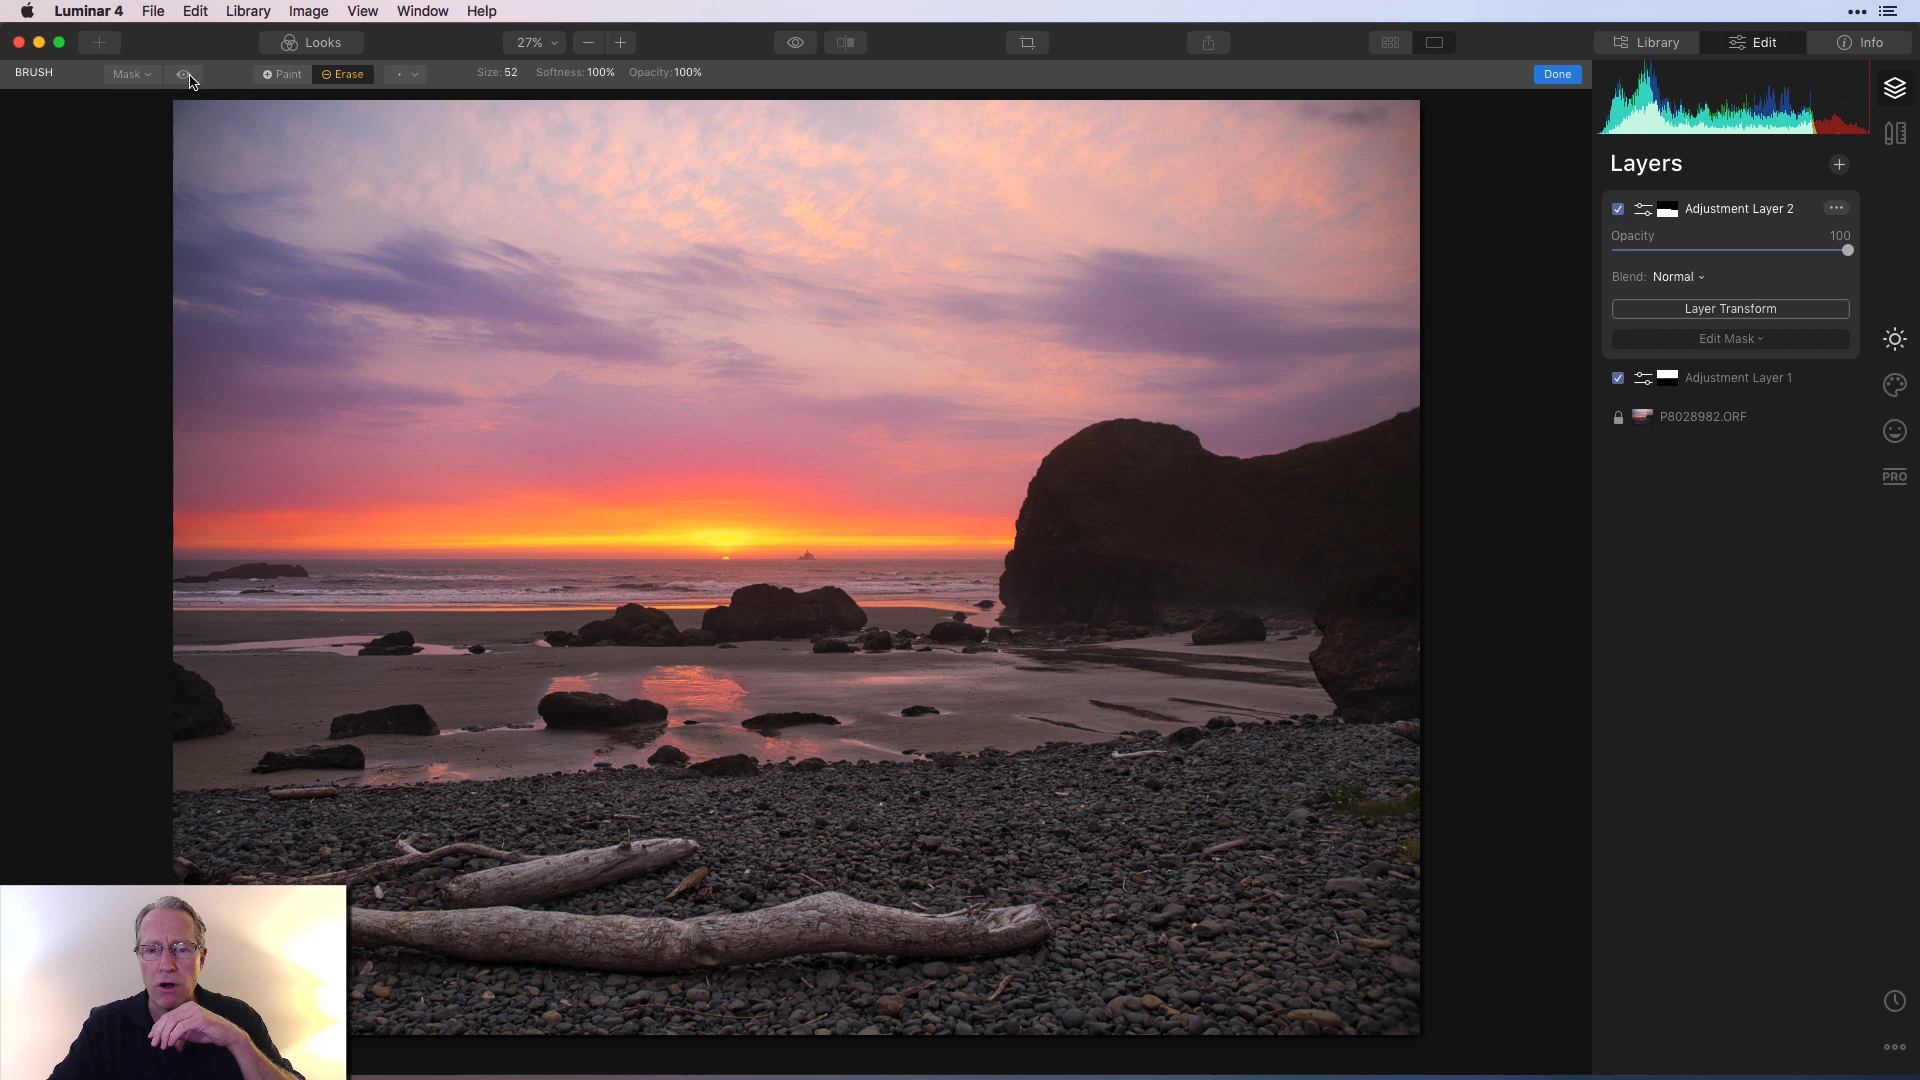 Luminar 4 File Edit Library Image View Window Help
Looks 27% Library Edit Info
BRUSH Mask Paint Erase Size: 52 Softness: 100% Opacity: 100% Done
Layers
Adjustment Layer 2
Opacity 100
Blend: Normal
Layer Transform
Edit Mask
Adjustment Layer 1
P8028982.ORF
PRO